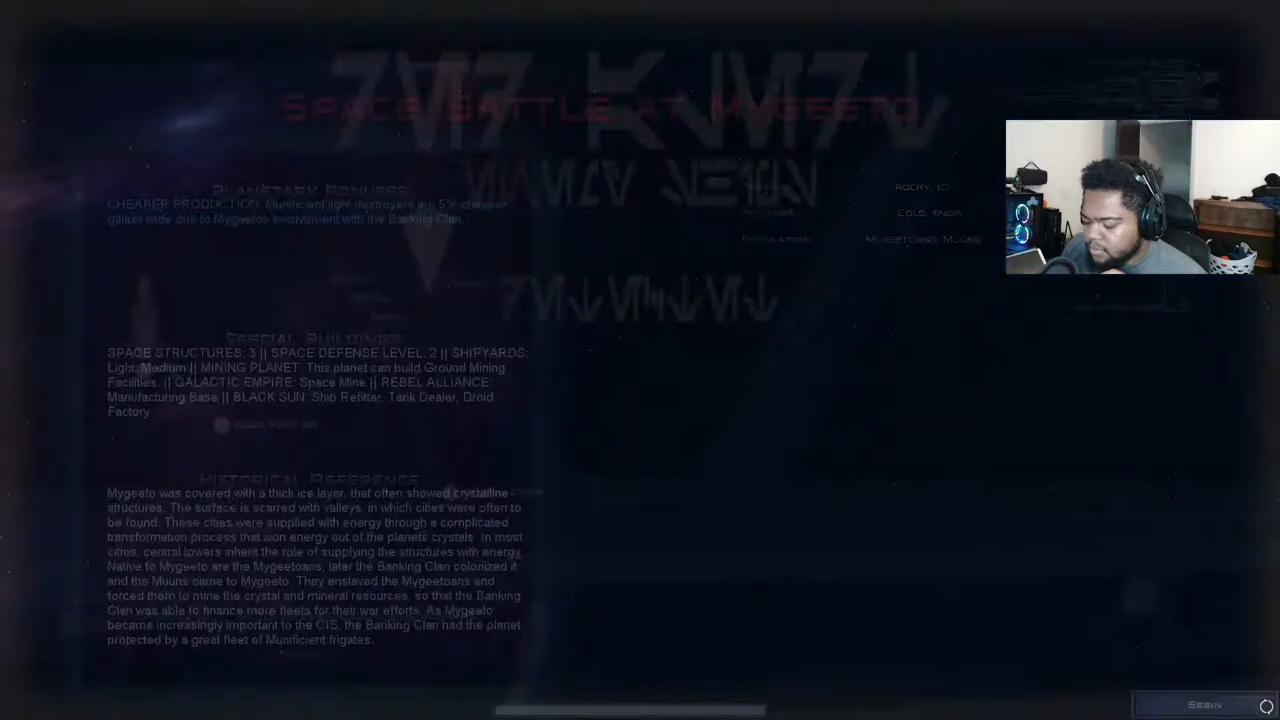 SPACE BATTLE AT MYGEETO
PLANETARY BONUSES
CHEAPER PRODUCTION: Munificent light destroyers are 5% cheaper
galaxy wide due to Mygeetos involvement with the Banking Clan.
ROCKY, ICY
WEATHER
COLD, SNOW
POPULATION
MYGEETOANS MUUNS
SPECIAL BUILDINGS
SPACE STRUCTURES: 3 || SPACE DEFENSE LEVEL: 2 || SHIPYARDS:
Light, Medium || MINING PLANET: This planet can build Ground Mining
Facilities. || GALACTIC EMPIRE: Space Mine || REBEL ALLIANCE:
Manufacturing Base || BLACK SUN: Ship Refitter, Tank Dealer, Droid
Factory
HISTORICAL REFERENCE
Mygeeto was covered with a thick ice layer, that often showed crystalline
structures. The surface is scarred with valleys, in which cities were often to
be found. These cities were supplied with energy through a complicated
transformation process that won energy out of the planets crystals. In most
cities, central towers inherit the role of supplying the structures with energy.
Native to Mygeeto are the Mygeetoans, later the Banking Clan colonized it
and the Muuns came to Mygeeto. They enslaved the Mygeetoans and
forced them to mine the crystal and mineral resources, so that the Banking
Clan was able to finance more fleets for their war efforts. As Mygeeto
became increasingly important to the CIS, the Banking Clan had the planet
protected by a great fleet of Munificient frigates.
BEGIN